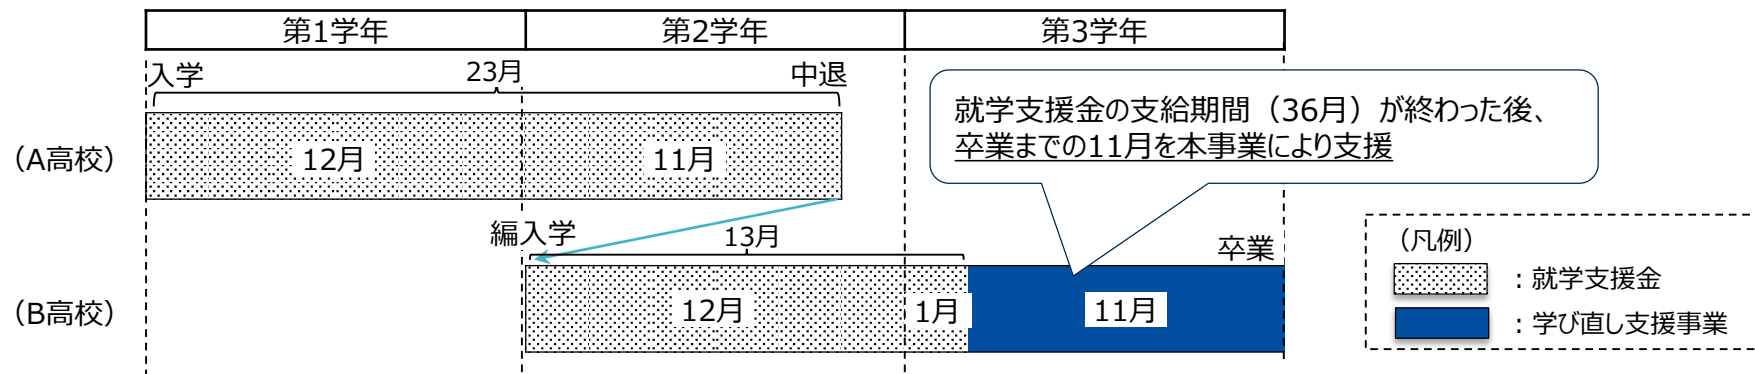 第1学年 第2学年 第3学年
入学 23月 中退
就学支援金の支給期間（36月）が終わった後、
卒業までの11月を本事業により支援
（A高校） 12月 11月
編入学 13月 卒業
（B高校） 12月 1月 11月
（凡例）
：就学支援金
：学び直し支援事業